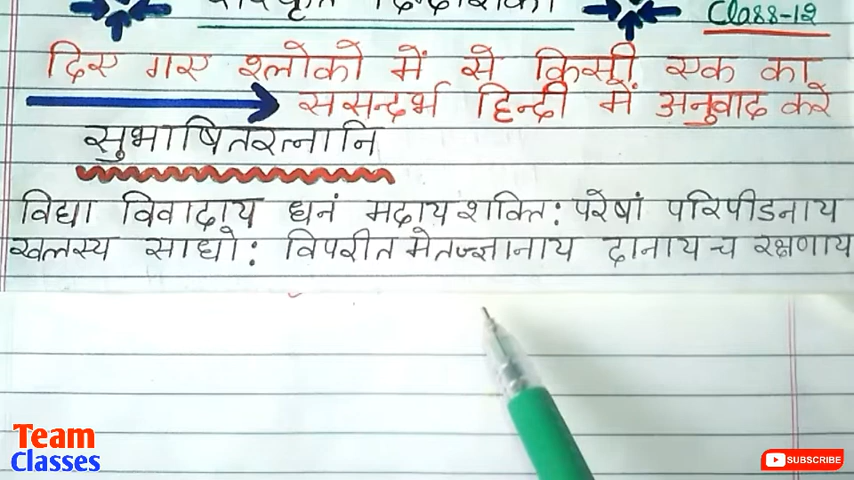 संस्कृत दिग्दर्शिका
Class-12
दिए गए श्लोको में से किसी एक का
ससन्दर्भ हिन्दी में अनुवाद करे
सुभाषितरत्नानि
विद्या विवादाय धनं मदाय शक्ति: परेषां परिपीडनाय
खलस्य साधो: विपरीत मेतज्ज्ञानाय दानाय च रक्षणाय
Team
Classes
SUBSCRIBE